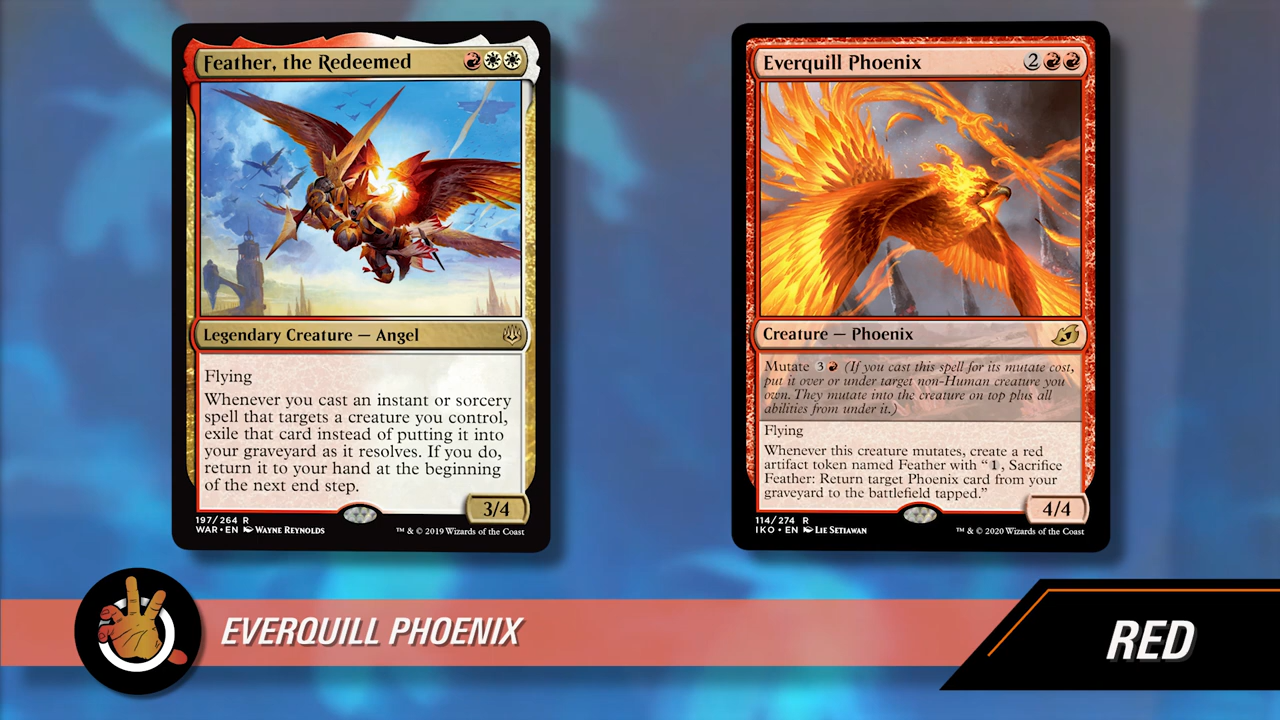 Feather, the Redeemed
Legendary Creature — Angel
Flying
Whenever you cast an instant or sorcery
spell that targets a creature you control,
exile that card instead of putting it into
your graveyard as it resolves. If you do,
return it to your hand at the beginning
of the next end step.
3/4
197/264 R
WAR • EN Wayne Reynolds
™ & © 2019 Wizards of the Coast
Everquill Phoenix
2
Creature — Phoenix
Mutate 3 (If you cast this spell for its mutate cost,
put it over or under target non-Human creature you
own. They mutate into the creature on top plus all
abilities from under it.)
Flying
Whenever this creature mutates, create a red
artifact token named Feather with “1, Sacrifice
Feather: Return target Phoenix card from your
graveyard to the battlefield tapped.”
4/4
114/274 R
IKO • EN Lie Setiawan
™ & © 2020 Wizards of the Coast
EVERQUILL PHOENIX
RED